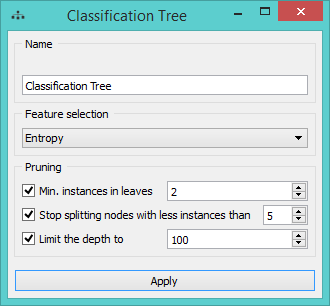 Classification Tree
Name
Classification Tree
Feature selection
Entropy
Pruning
Min. instances in leaves 2
Stop splitting nodes with less instances than 5
Limit the depth to 100
Apply